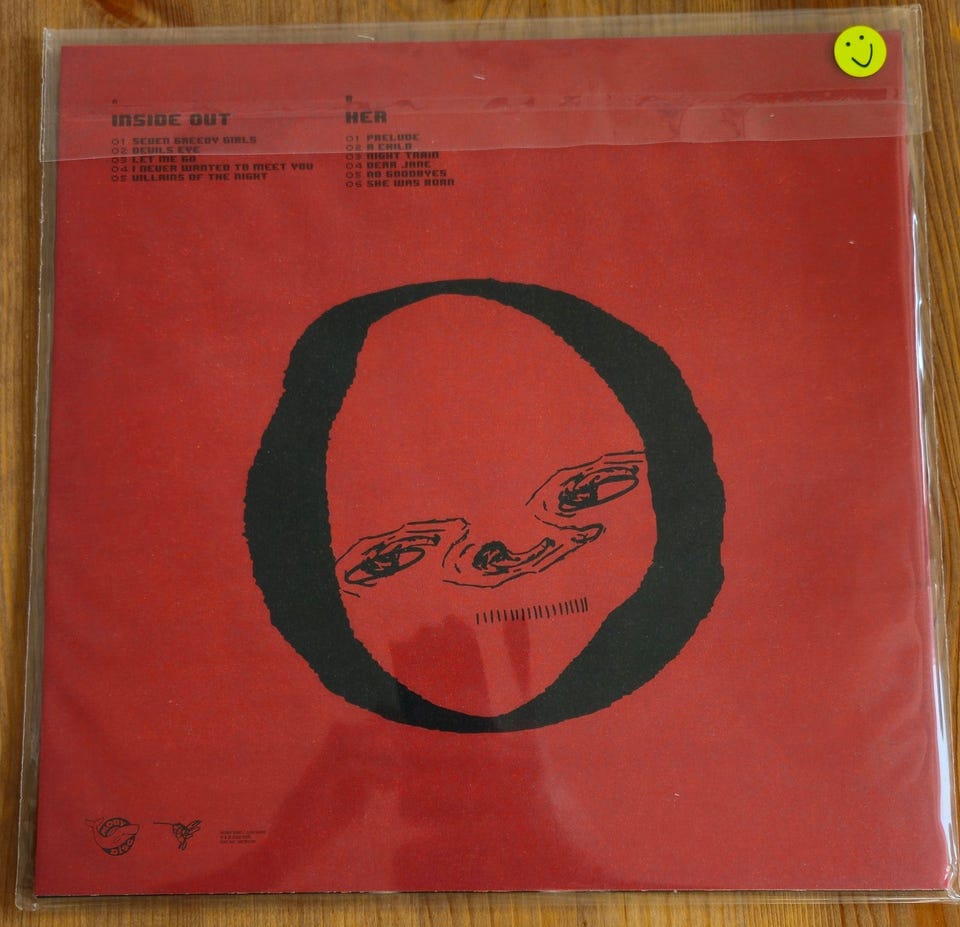 A
INSIDE OUT
01 SEVEN GREEDY GIRLS
02 DEVILS EYE
03 LET ME GO
04 I NEVER WANTED TO MEET YOU
05 VILLAINS OF THE NIGHT
B
HER
01 PRELUDE
02 A CHILD
03 NIGHT TRAIN
04 DEAR JANE
05 NO GOODBYES
06 SHE WAS BORN